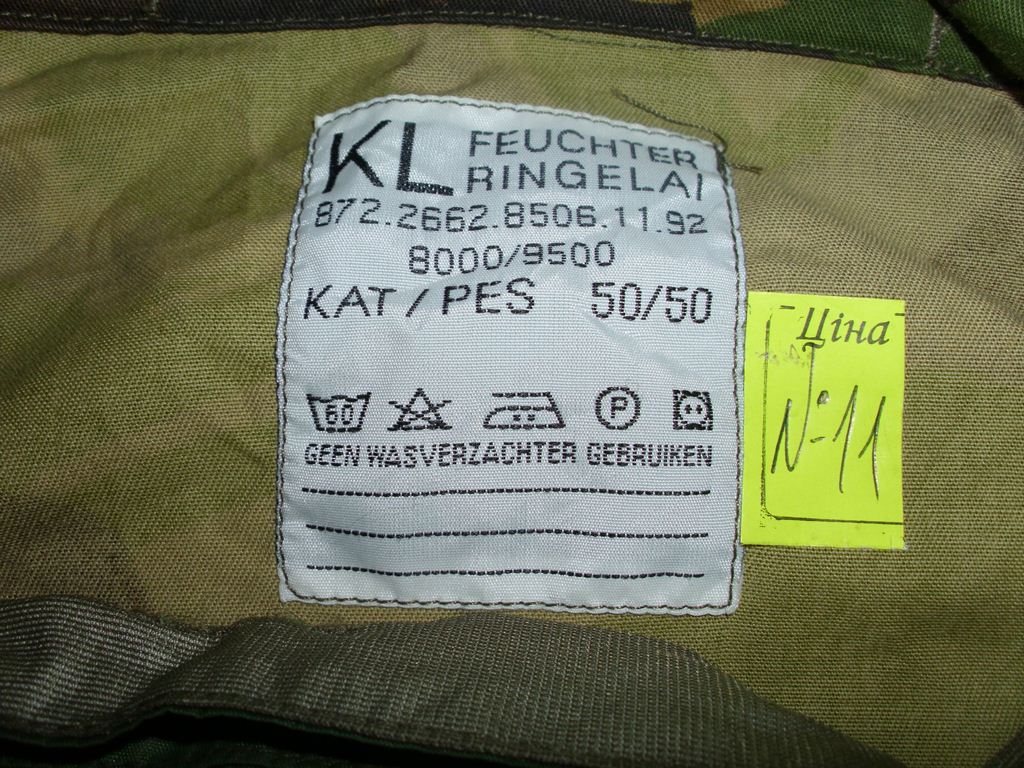 KL FEUCHTER
RINGELAI
872.2662.8506.11.92
8000/9500
KAT / PES 50/50
60 P
GEEN WASVERZACHTER GEBRUIKEN
Ціна
№-11